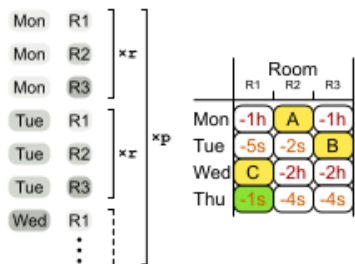 Mon R1
Mon R2
Mon R3
×r
Tue R1
Tue R2
Tue R3
×r
Wed R1
×p
Room
R1 R2 R3
Mon -1h A -1h
Tue -5s -2s B
Wed C -2h -2h
Thu -1s -4s -4s